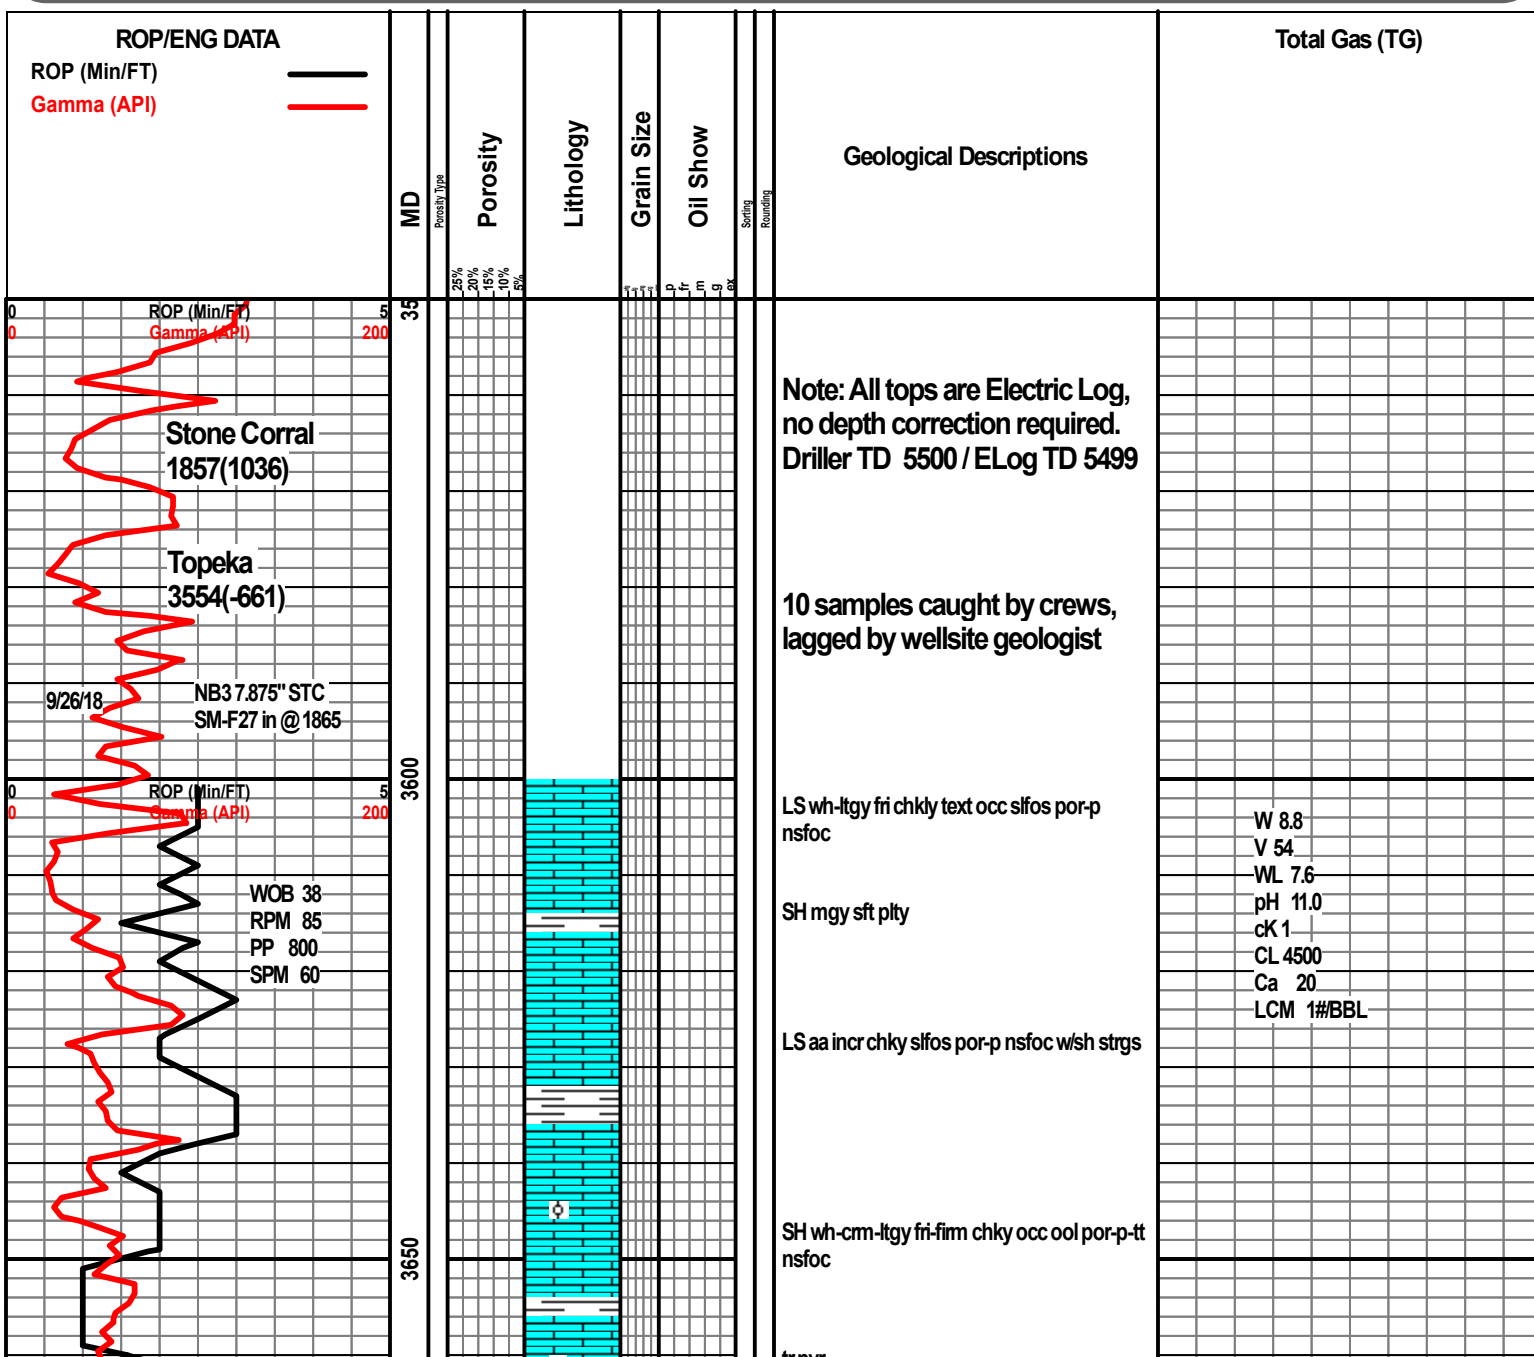 ROP/ENG DATA
ROP (Min/FT)
Gamma (API)
MD
Porosity Type
Porosity
25%
20%
15%
10%
5%
Lithology
Grain Size
Oil Show
p
fr
m
g
ex
Sorting
Rounding
Geological Descriptions
Total Gas (TG)
0 ROP (Min/FT) 5
0 Gamma (API) 200
35
Stone Corral
1857(1036)
Topeka
3554(-661)
9/26/18
NB3 7.875" STC
SM-F27 in @ 1865
Note: All tops are Electric Log,
no depth correction required.
Driller TD 5500 / ELog TD 5499
10 samples caught by crews,
lagged by wellsite geologist
3600
0 ROP (Min/FT) 5
0 Gamma (API) 200
WOB 38
RPM 85
PP 800
SPM 60
LS wh-ltgy fri chkly text occ slfos por-p
nsfoc
SH mgy sft plty
LS aa incr chky slfos por-p nsfoc w/sh strgs
SH wh-crm-ltgy fri-firm chky occ ool por-p-tt
nsfoc
W 8.8
V 54
WL 7.6
pH 11.0
cK 1
CL 4500
Ca 20
LCM 1#/BBL
3650